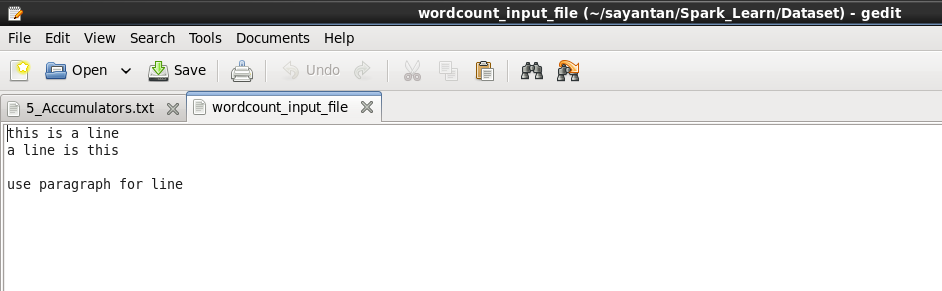 wordcount_input_file (~/sayantan/Spark_Learn/Dataset) - gedit
File Edit View Search Tools Documents Help
Open Save Undo
5_Accumulators.txt wordcount_input_file
this is a line
a line is this
use paragraph for line